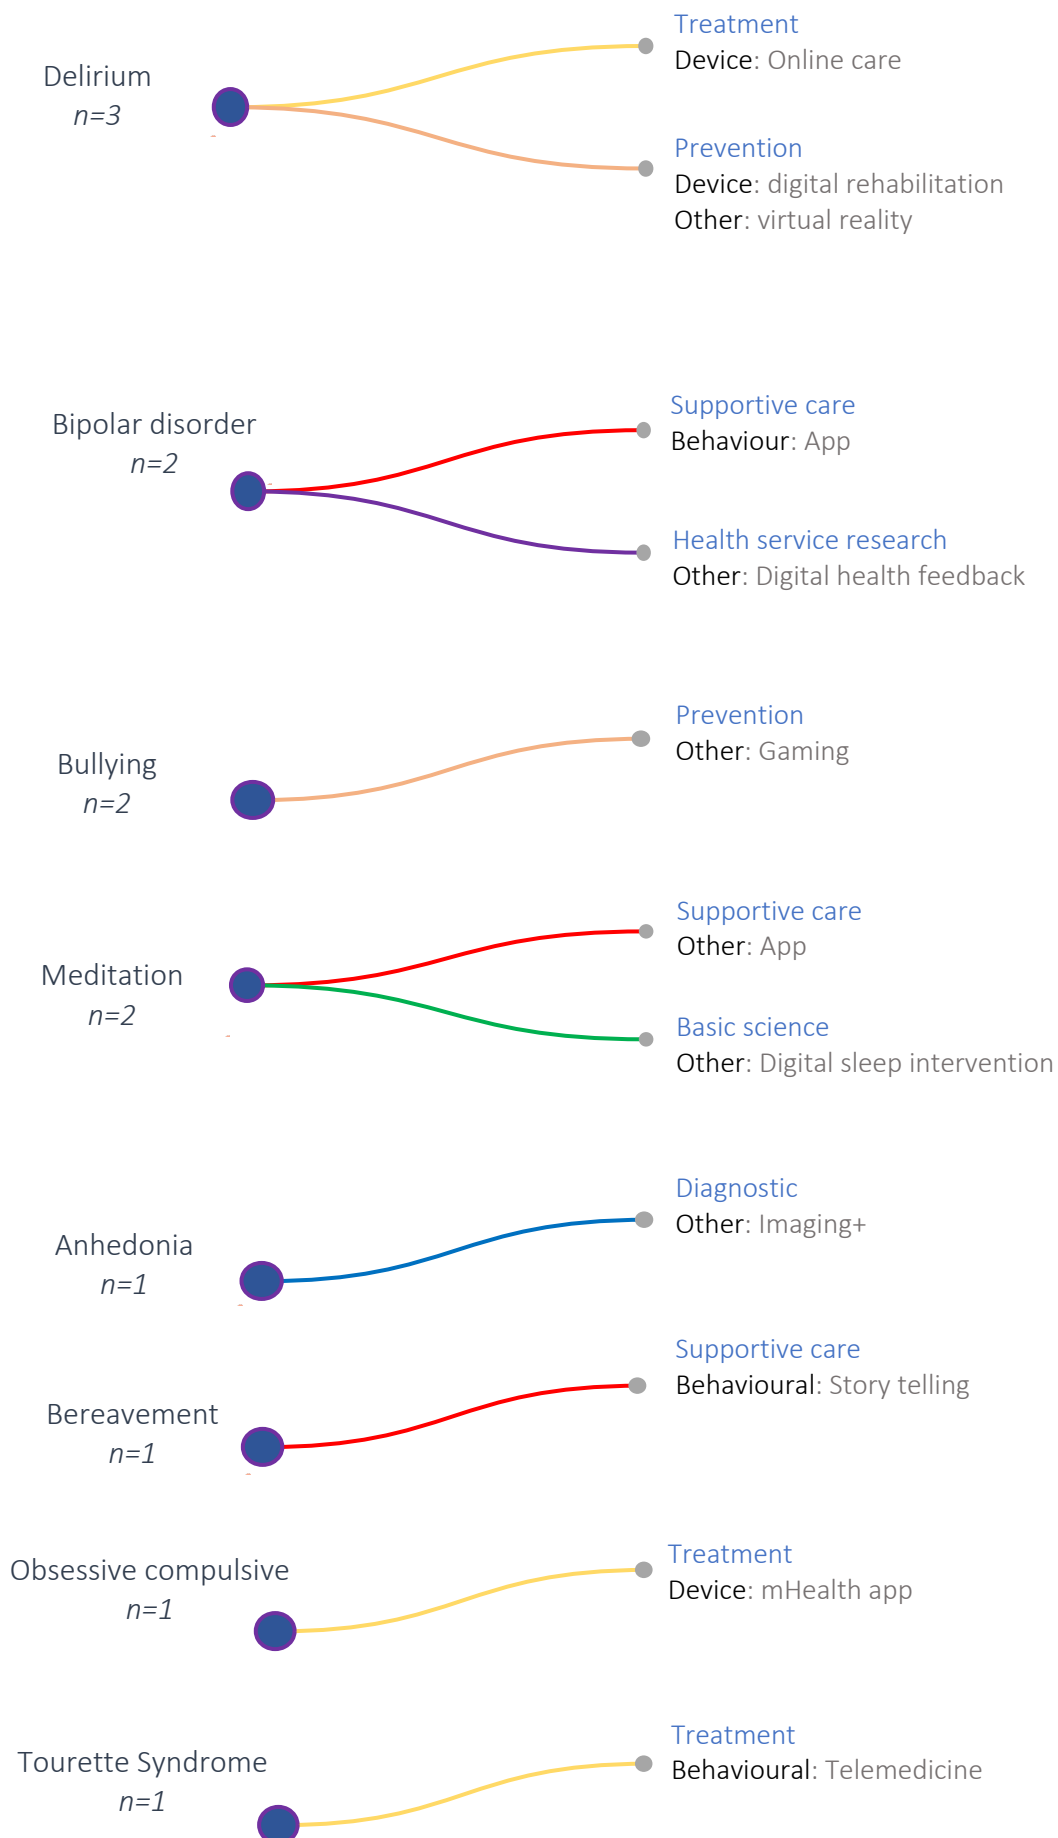 Delirium
n=3
Treatment
Device: Online care
Prevention
Device: digital rehabilitation
Other: virtual reality
Bipolar disorder
n=2
Supportive care
Behaviour: App
Health service research
Other: Digital health feedback
Bullying
n=2
Prevention
Other: Gaming
Meditation
n=2
Supportive care
Other: App
Basic science
Other: Digital sleep intervention
Anhedonia
n=1
Diagnostic
Other: Imaging+
Bereavement
n=1
Supportive care
Behavioural: Story telling
Obsessive compulsive
n=1
Treatment
Device: mHealth app
Tourette Syndrome
n=1
Treatment
Behavioural: Telemedicine